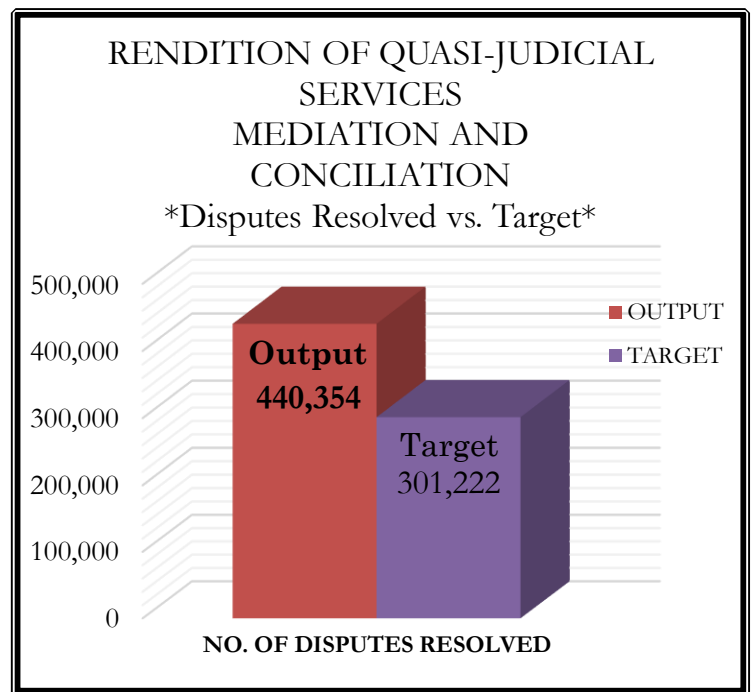 RENDITION OF QUASI-JUDICIAL
SERVICES
MEDIATION AND
CONCILIATION
*Disputes Resolved vs. Target*
500,000
400,000
300,000
200,000
100,000
0
Output
440,354
Target
301,222
OUTPUT
TARGET
NO. OF DISPUTES RESOLVED